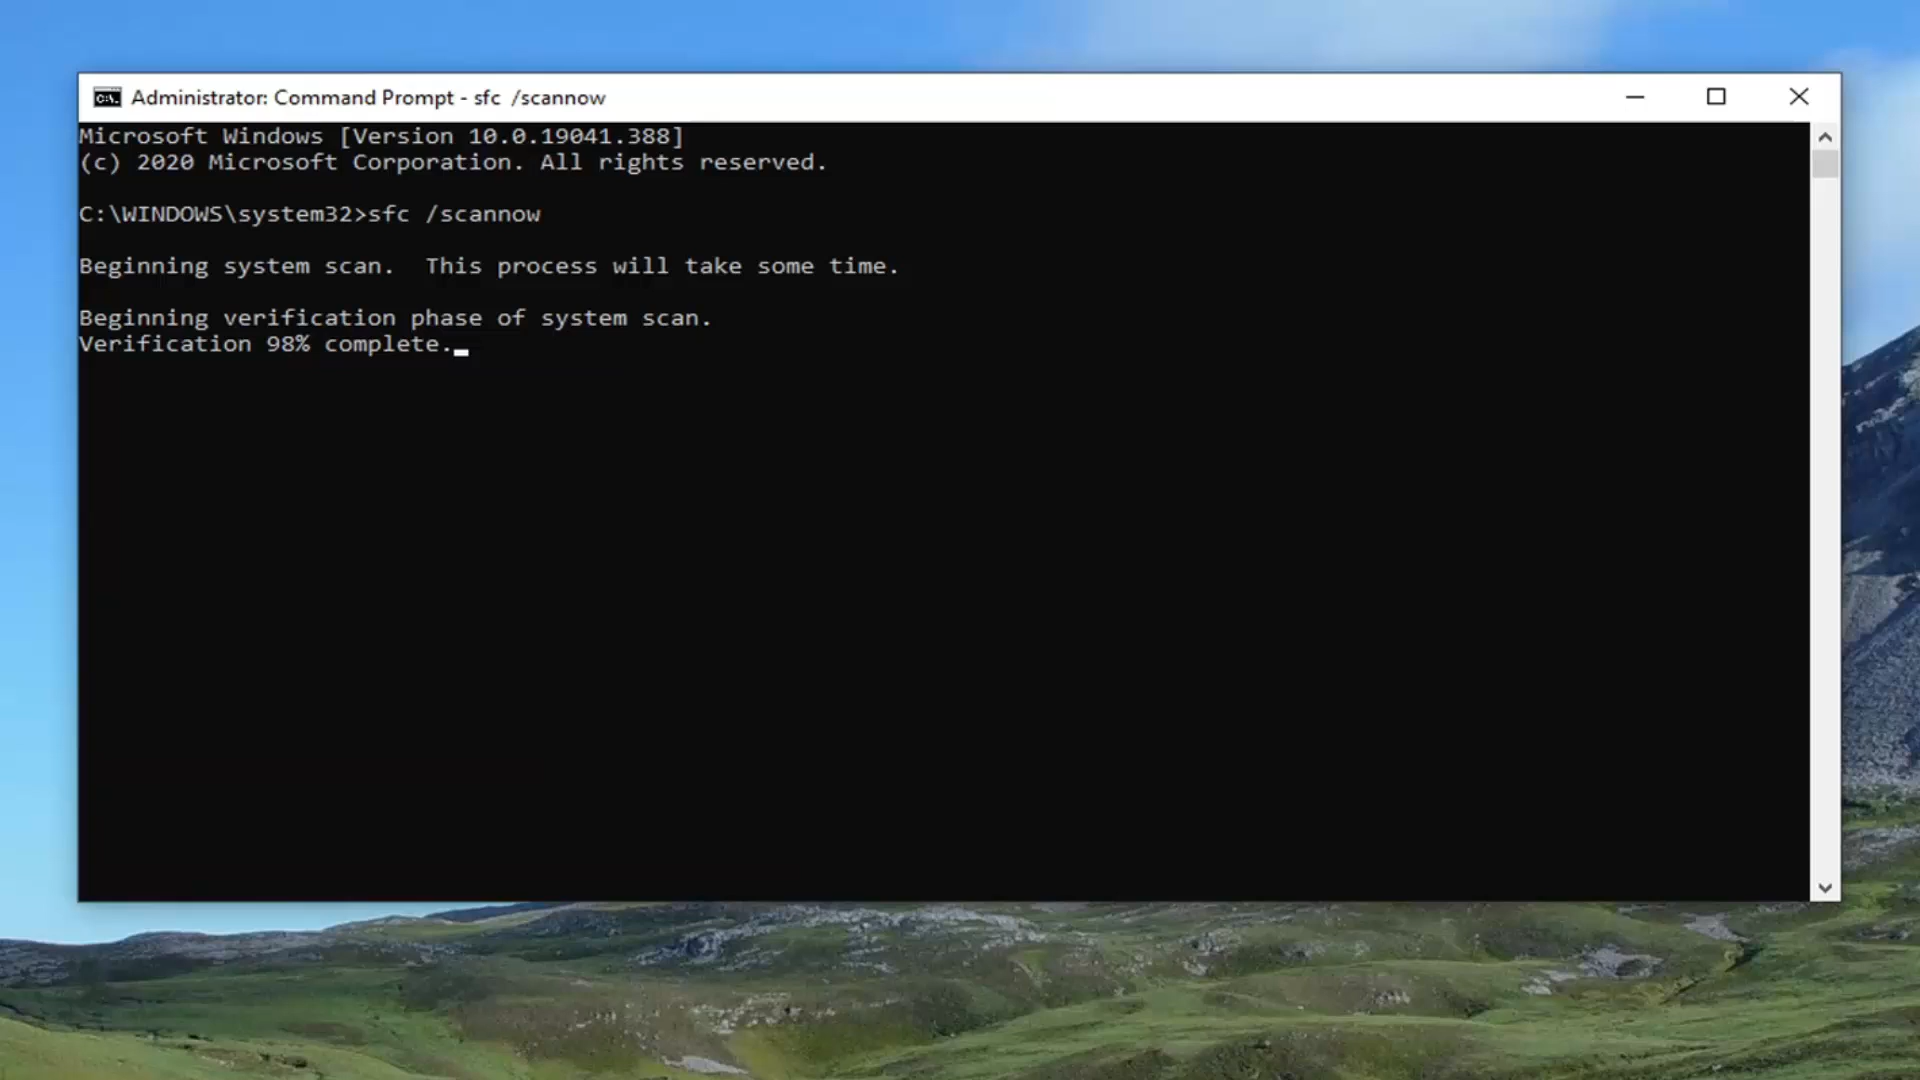 Administrator: Command Prompt - sfc  /scannow
Microsoft Windows [Version 10.0.19041.388]
(c) 2020 Microsoft Corporation. All rights reserved.
C:\WINDOWS\system32>sfc /scannow
Beginning system scan.  This process will take some time.
Beginning verification phase of system scan.
Verification 98% complete.